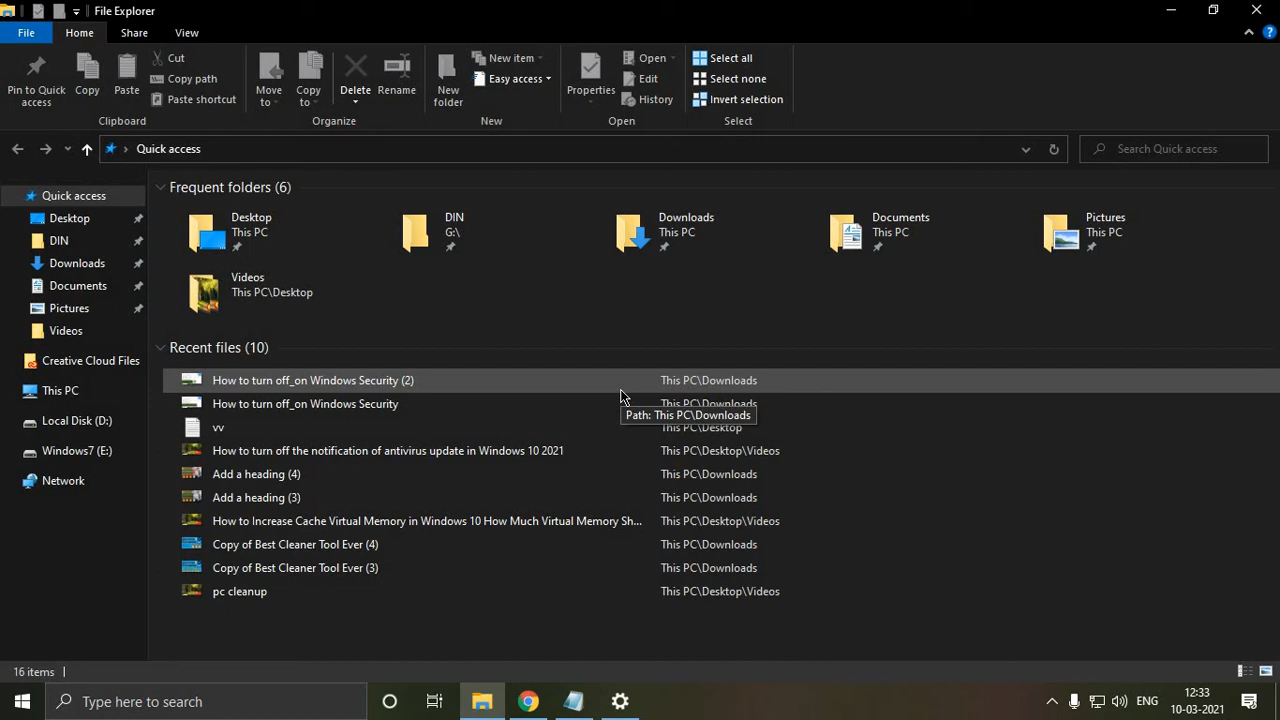 File Explorer
File Home Share View
Pin to Quick access
Copy
Paste
Cut
Copy path
Paste shortcut
Clipboard
Move to
Copy to
Delete
Rename
Organize
New folder
New item
Easy access
New
Properties
Open
Edit
History
Open
Select all
Select none
Invert selection
Select
Quick access
Search Quick access
Quick access
Desktop
DIN
Downloads
Documents
Pictures
Videos
Creative Cloud Files
This PC
Local Disk (D:)
Windows7 (E:)
Network
Frequent folders (6)
Desktop
This PC
DIN
G:\
Downloads
This PC
Documents
This PC
Pictures
This PC
Videos
This PC\Desktop
Recent files (10)
How to turn off_on Windows Security (2) This PC\Downloads
How to turn off_on Windows Security This PC\Downloads
Path: This PC\Downloads
vv This PC\Desktop
How to turn off the notification of antivirus update in Windows 10 2021 This PC\Desktop\Videos
Add a heading (4) This PC\Downloads
Add a heading (3) This PC\Downloads
How to Increase Cache Virtual Memory in Windows 10 How Much Virtual Memory Sh... This PC\Desktop\Videos
Copy of Best Cleaner Tool Ever (4) This PC\Downloads
Copy of Best Cleaner Tool Ever (3) This PC\Downloads
pc cleanup This PC\Desktop\Videos
16 items
Type here to search
ENG
12:33
10-03-2021